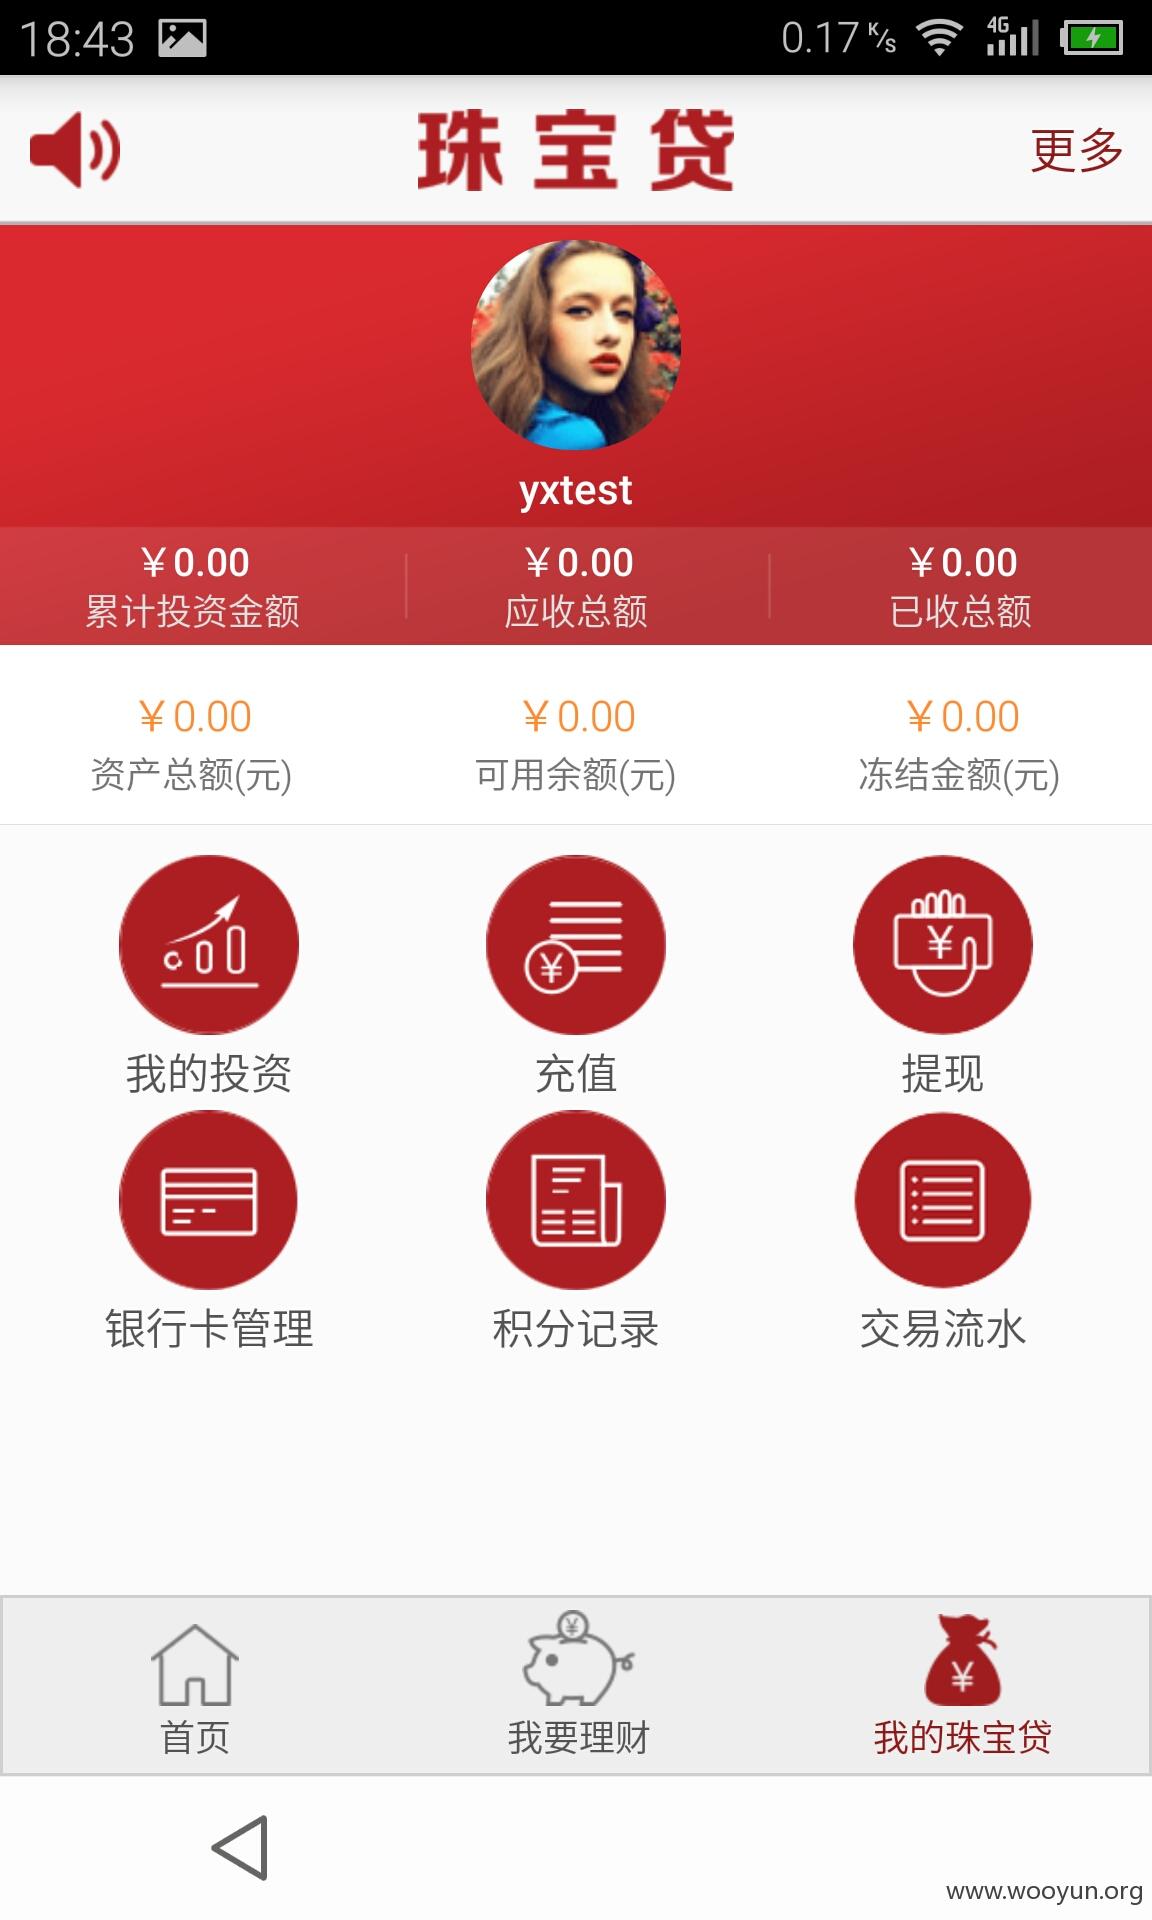 18:43
0.17 K/s
4G
珠宝贷
更多
yxtest
￥0.00
￥0.00
￥0.00
累计投资金额
应收总额
已收总额
￥0.00
￥0.00
￥0.00
资产总额(元)
可用余额(元)
冻结金额(元)
我的投资
充值
提现
银行卡管理
积分记录
交易流水
首页
我要理财
我的珠宝贷
www.wooyun.org